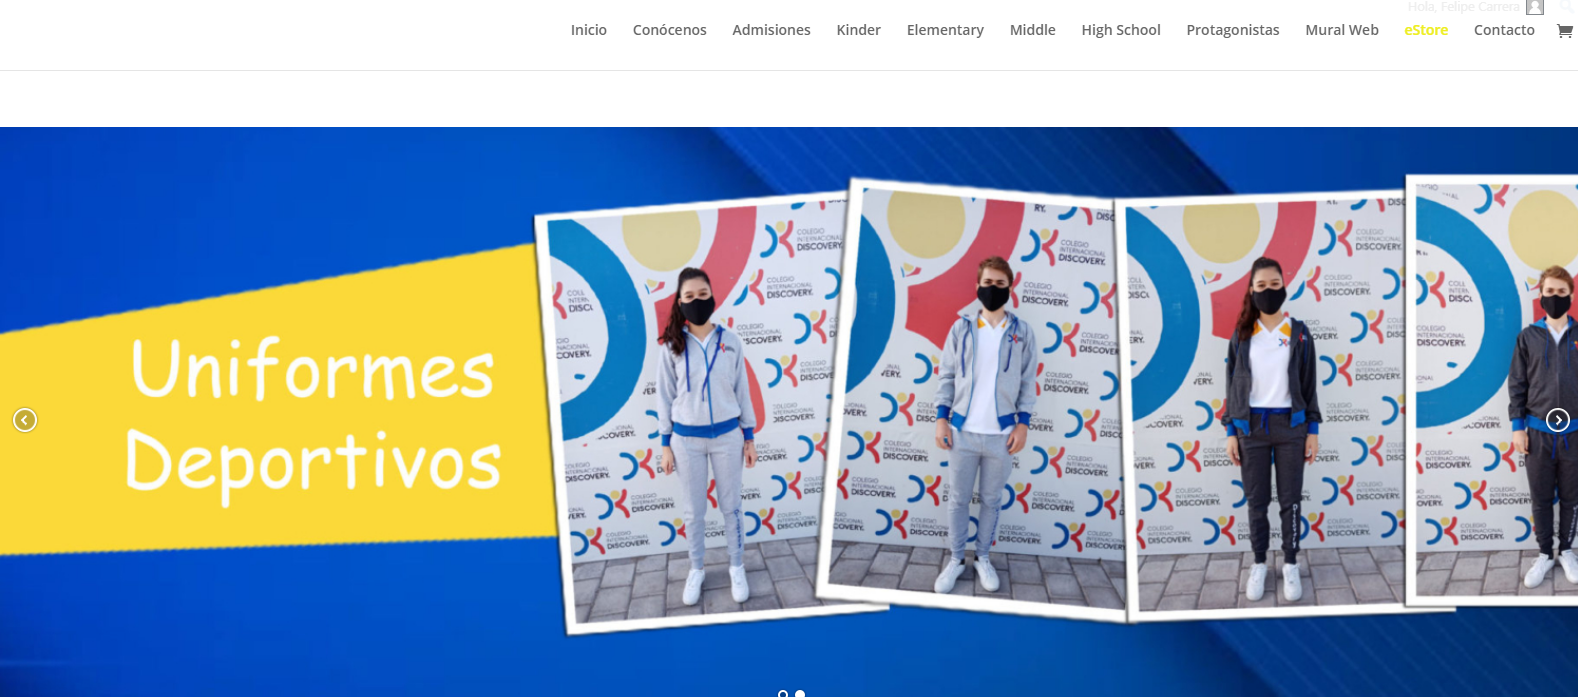 Hola, Felipe Carrera
Inicio Conócenos Admisiones Kinder Elementary Middle High School Protagonistas Mural Web eStore Contacto
Uniformes
Deportivos
COLEGIO
INTERNACIONAL
DISCOVERY.